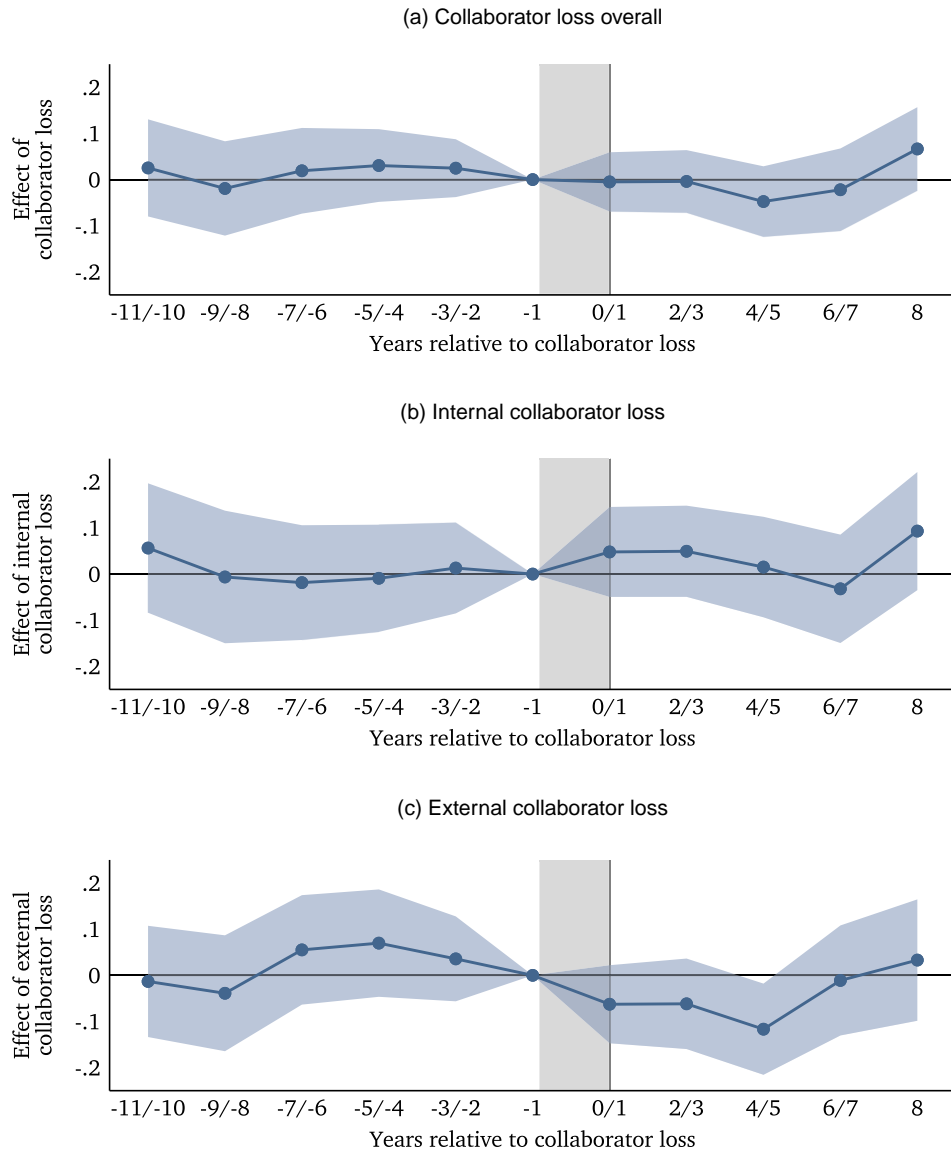 (a) Collaborator loss overall
Effect of
collaborator loss
.2
.1
0
-.1
-.2
-11/-10 -9/-8 -7/-6 -5/-4 -3/-2 -1 0/1 2/3 4/5 6/7 8
Years relative to collaborator loss
(b) Internal collaborator loss
Effect of internal
collaborator loss
.2
.1
0
-.1
-.2
-11/-10 -9/-8 -7/-6 -5/-4 -3/-2 -1 0/1 2/3 4/5 6/7 8
Years relative to collaborator loss
(c) External collaborator loss
Effect of external
collaborator loss
.2
.1
0
-.1
-.2
-11/-10 -9/-8 -7/-6 -5/-4 -3/-2 -1 0/1 2/3 4/5 6/7 8
Years relative to collaborator loss